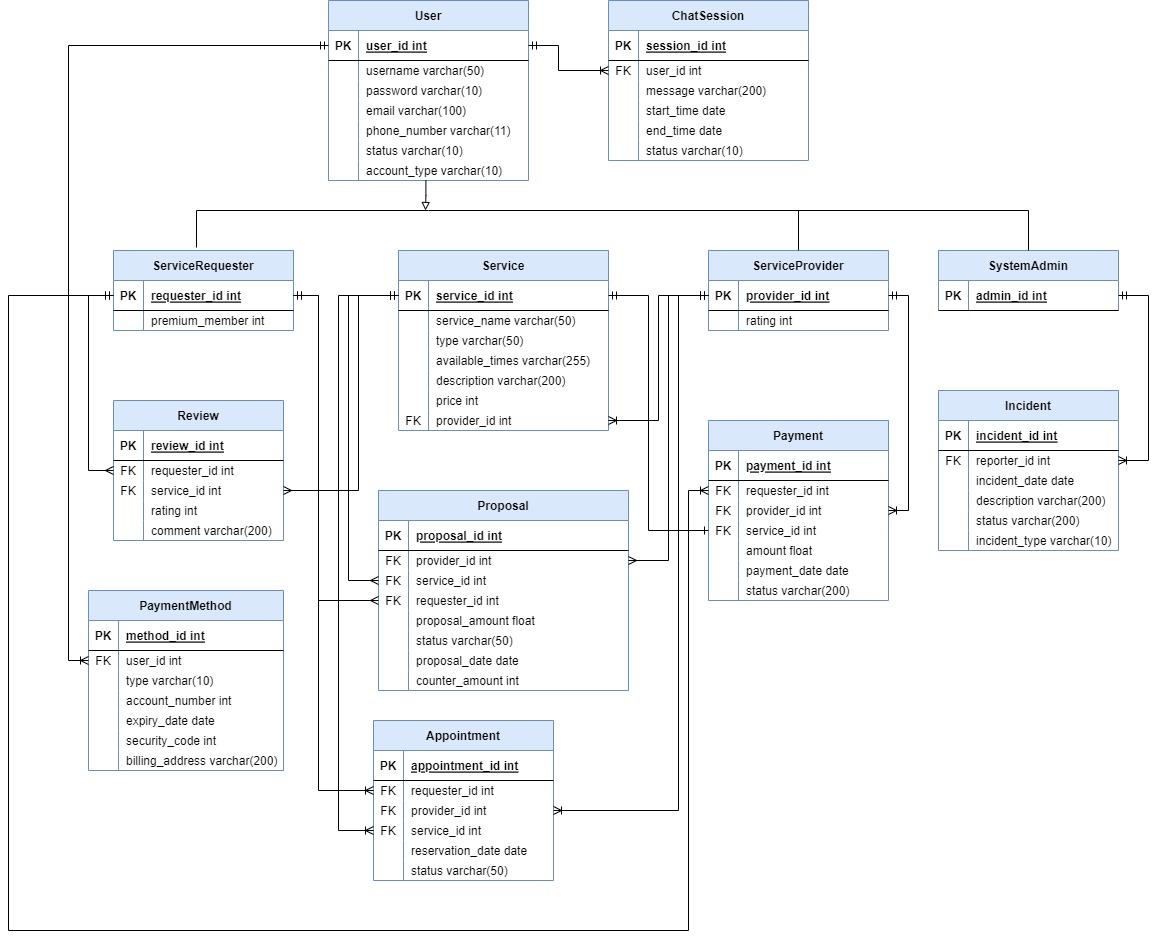 User
PK user_id int
username varchar(50)
password varchar(10)
email varchar(100)
phone_number varchar(11)
status varchar(10)
account_type varchar(10)
ChatSession
PK session_id int
FK user_id int
message varchar(200)
start_time date
end_time date
status varchar(10)
ServiceRequester
PK requester_id int
premium_member int
Service
PK service_id int
service_name varchar(50)
type varchar(50)
available_times varchar(255)
description varchar(200)
price int
FK provider_id int
ServiceProvider
PK provider_id int
rating int
SystemAdmin
PK admin_id int
Review
PK review_id int
FK requester_id int
FK service_id int
rating int
comment varchar(200)
Proposal
PK proposal_id int
FK provider_id int
FK service_id int
FK requester_id int
proposal_amount float
status varchar(50)
proposal_date date
counter_amount int
Payment
PK payment_id int
FK requester_id int
FK provider_id int
FK service_id int
amount float
payment_date date
status varchar(200)
Incident
PK incident_id int
FK reporter_id int
incident_date date
description varchar(200)
status varchar(200)
incident_type varchar(10)
PaymentMethod
PK method_id int
FK user_id int
type varchar(10)
account_number int
expiry_date date
security_code int
billing_address varchar(200)
Appointment
PK appointment_id int
FK requester_id int
FK provider_id int
FK service_id int
reservation_date date
status varchar(50)